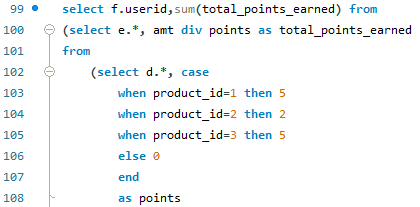 99 select f.userid,sum(total_points_earned) from
100 (select e.*, amt div points as total_points_earned
101 from
102 (select d.*, case
103 when product_id=1 then 5
104 when product_id=2 then 2
105 when product_id=3 then 5
106 else 0
107 end
108 as points